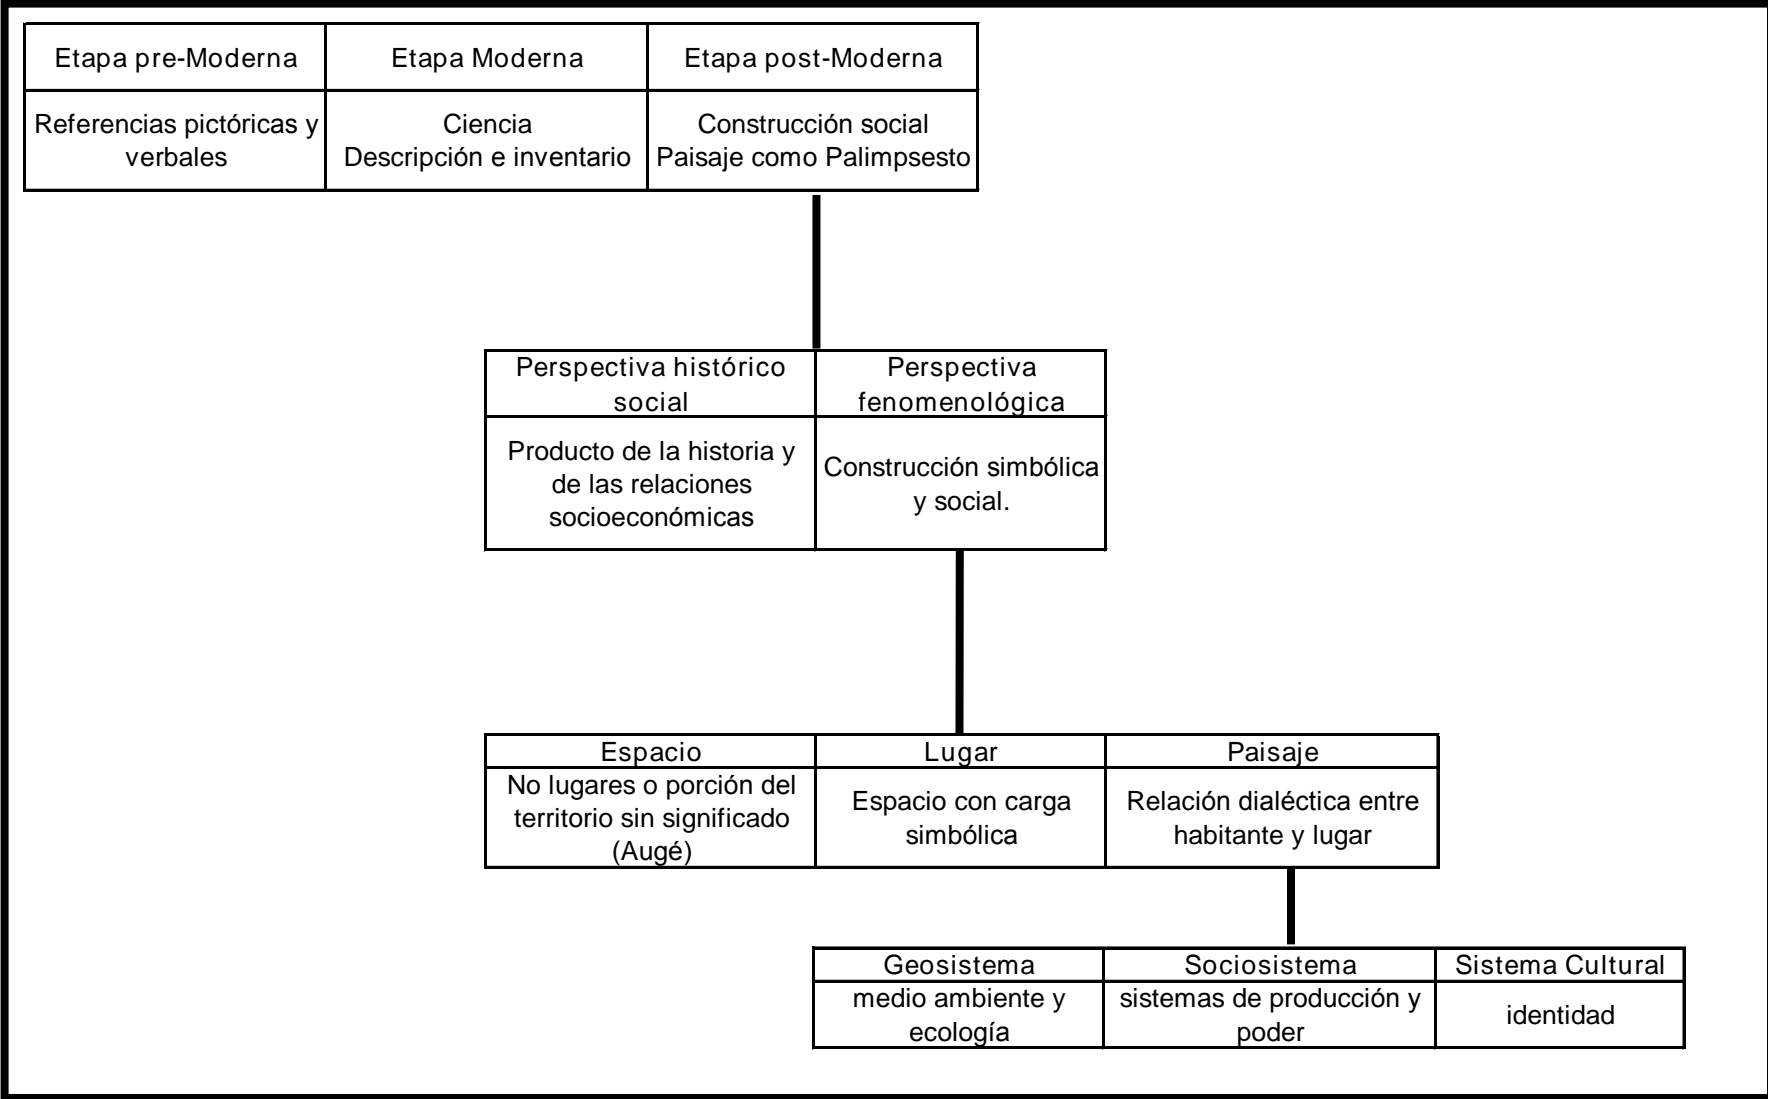 Etapa pre-Moderna
Etapa Moderna
Etapa post-Moderna
Referencias pictóricas y
verbales
Ciencia
Descripción e inventario
Construcción social
Paisaje como Palimpsesto
Perspectiva histórico
social
Perspectiva
fenomenológica
Producto de la historia y
de las relaciones
socioeconómicas
Construcción simbólica
y social.
Espacio
Lugar
Paisaje
No lugares o porción del
territorio sin significado
(Augé)
Espacio con carga
simbólica
Relación dialéctica entre
habitante y lugar
Geosistema
Sociosistema
Sistema Cultural
medio ambiente y
ecología
sistemas de producción y
poder
identidad